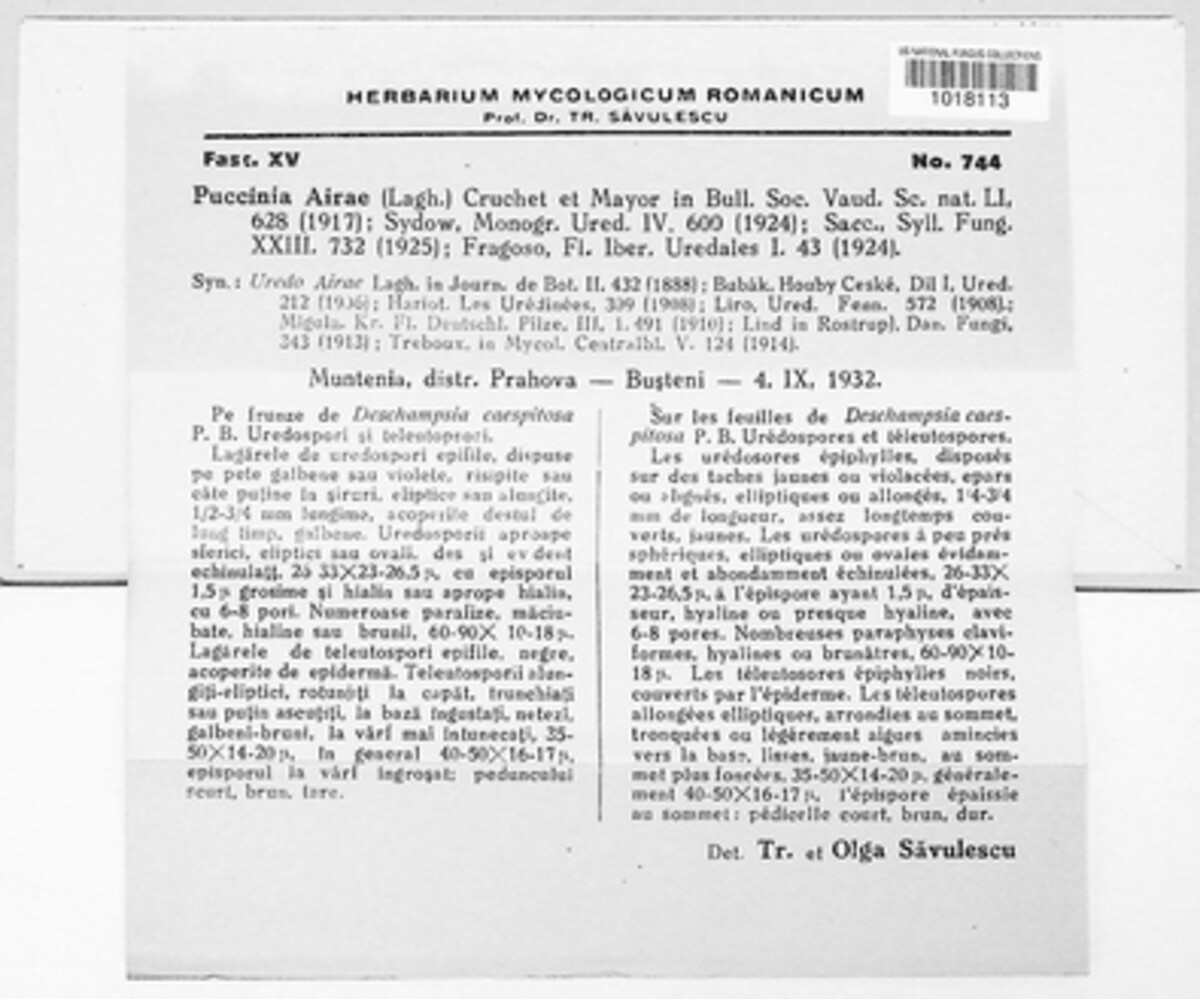 US NATIONAL FUNGUS COLLECTIONS
1018113
HERBARIUM MYCOLOGICUM ROMANICUM
Prof. Dr. TR. SĂVULESCU
Fasc. XV
No. 744
Puccinia Airae (Lagh.) Cruchet et Mayor in Bull. Soc. Vaud. Sc. nat. LI,
628 (1917); Sydow, Monogr. Ured. IV, 600 (1924); Sacc., Syll. Fung.
XXIII. 732 (1925); Fragoso, Fl. Iber. Uredales I. 43 (1924).
Syn.: Uredo Airae Lagh. in Journ. de Bot. II. 432 (1888); Bubák. Houby Ceské, Dil I, Ured.
212 (1906); Hariot. Les Urédinées, 309 (1908); Liro, Ured. Fenn. 572 (1908).;
Migula. Kr. Fl. Deutschl. Pilze, III, 1. 491 (1910); Lind in Rostrup. Dan. Fungi,
343 (1913); Treboux, in Mycol. Centralbl. V. 124 (1914).
Muntenia, distr. Prahova — Buşteni — 4. IX, 1932.
Pe frunze de Deschampsia caespitosa
P. B. Uredospori şi teleutospori.
Lagărele de uredospori epifile, dispuse
pe pete galbene sau violete, risipite sau
câte puţine în şiruri, eliptice sau alungite,
1/2-3/4 mm lungime, acoperite destul de
lung timp, galbene. Uredosporii aproape
sferici, eliptici sau ovali, des şi evident
echinulaţi, 26 33×23-26,5 µ, cu episporul
1,5 µ grosime şi hialin sau aprope hialin,
cu 6-8 pori. Numeroase parafize, măciu-
bate, hialine sau brunii, 60-90× 10-18 µ.
Lagărele de teleutospori epifile, negre,
acoperite de epidermă. Teleutosporii alun-
giţi-eliptici, rotunjiţi la capăt, trunchiaţi
sau puţin ascuţiţi, la bază îngustaţi, netezi,
galbeni-bruni, la vârf mai întunecaţi, 35-
50×14-20 µ, în general 40-50×16-17 µ,
episporul la vârf îngroşat; pedunculul
scurt, brun, tare.
Sur les feuilles de Deschampsia caes-
pitosa P. B. Urédospores et téleutospores.
Les urédosores épiphylles, disposés
sur des taches jaunes ou violacées, epars
ou alignés, elliptiques ou allongés, 1/4-3/4
mm de longueur, assez longtemps cou-
verts, jaunes. Les urédospores à peu près
sphériques, elliptiques ou ovales évidam-
ment et abondamment échinulées, 26-33×
23-26,5 µ, à l'épispore ayant 1,5 µ, d'épais-
seur, hyaline ou presque hyaline, avec
6-8 pores. Nombreuses paraphyses clavi-
formes, hyalines ou brunâtres, 60-90×10-
18 µ. Les téleutosores épiphylles noirs,
couverts par l'épiderme. Les téleutospores
allongées elliptiques, arrondies au sommet,
tronquées ou légèrement aigues amincies
vers la base, lisses, jaune-brun, au som-
met plus foncées, 35-50×14-20 µ, générale-
ment 40-50×16-17 µ, l'épispore épaissie
au sommet: pédicelle court, brun, dur.
Det. Tr. et Olga Săvulescu